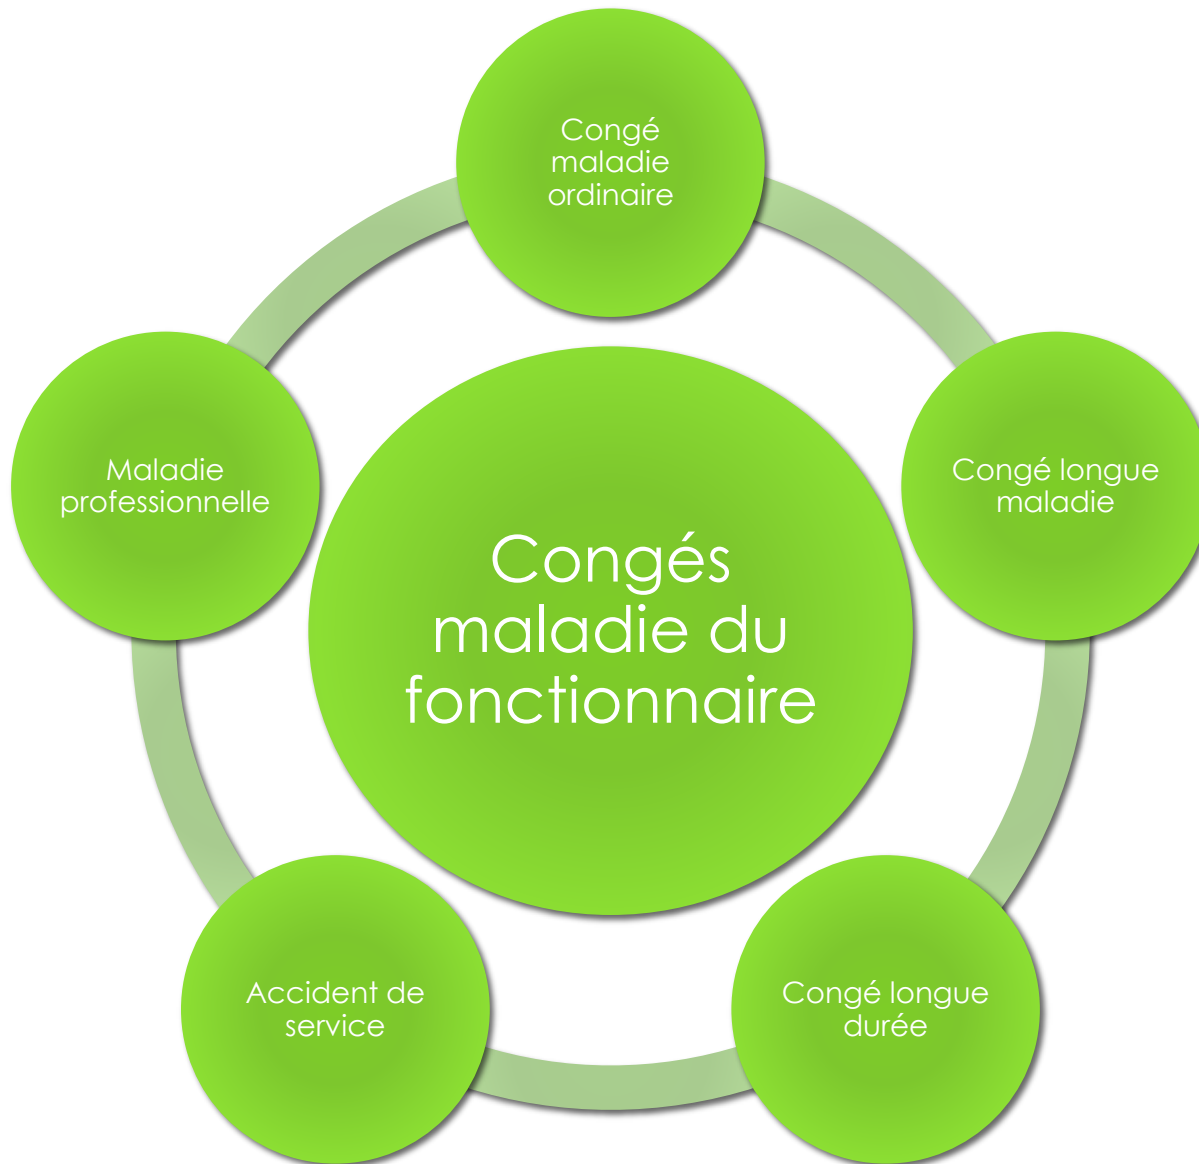 Congé
maladie
ordinaire
Maladie
professionnelle
Congé longue
maladie
Congés
maladie du
fonctionnaire
Accident de
service
Congé longue
durée